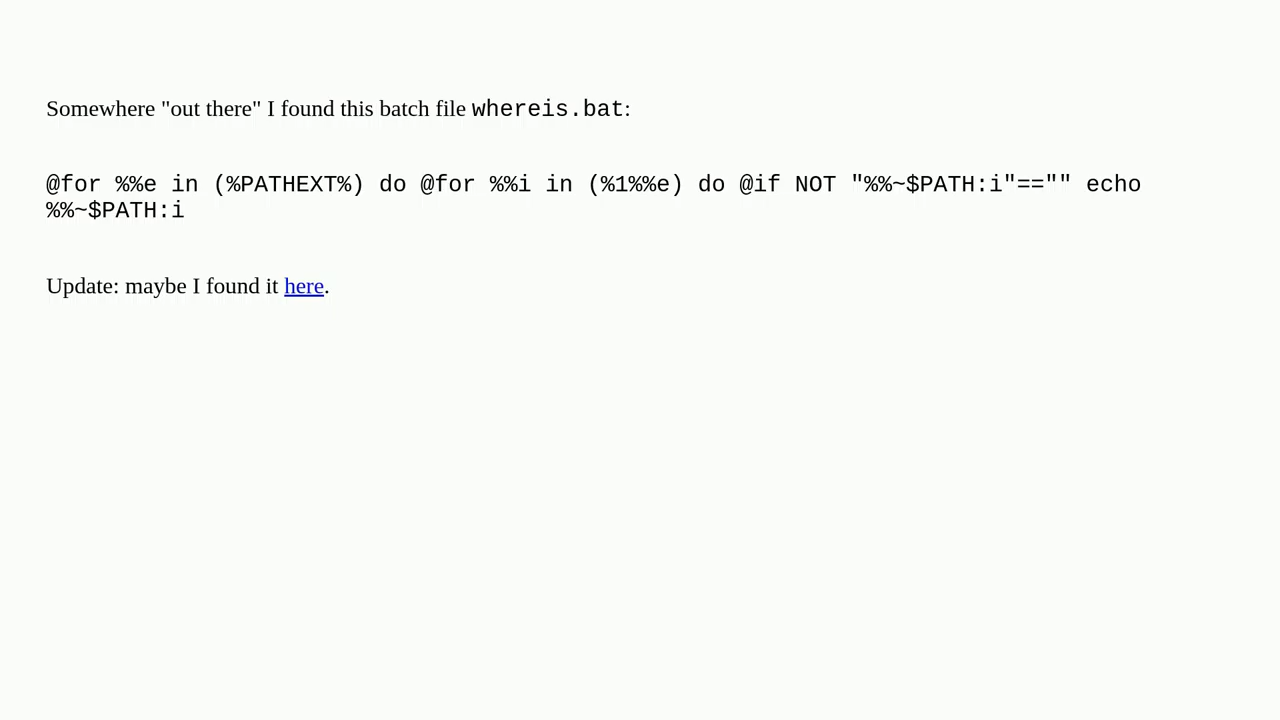 Somewhere "out there" I found this batch file whereis.bat:
@for %%e in (%PATHEXT%) do @for %%i in (%1%%e) do @if NOT "%%~$PATH:i"=="" echo
%%~$PATH:i
Update: maybe I found it here.